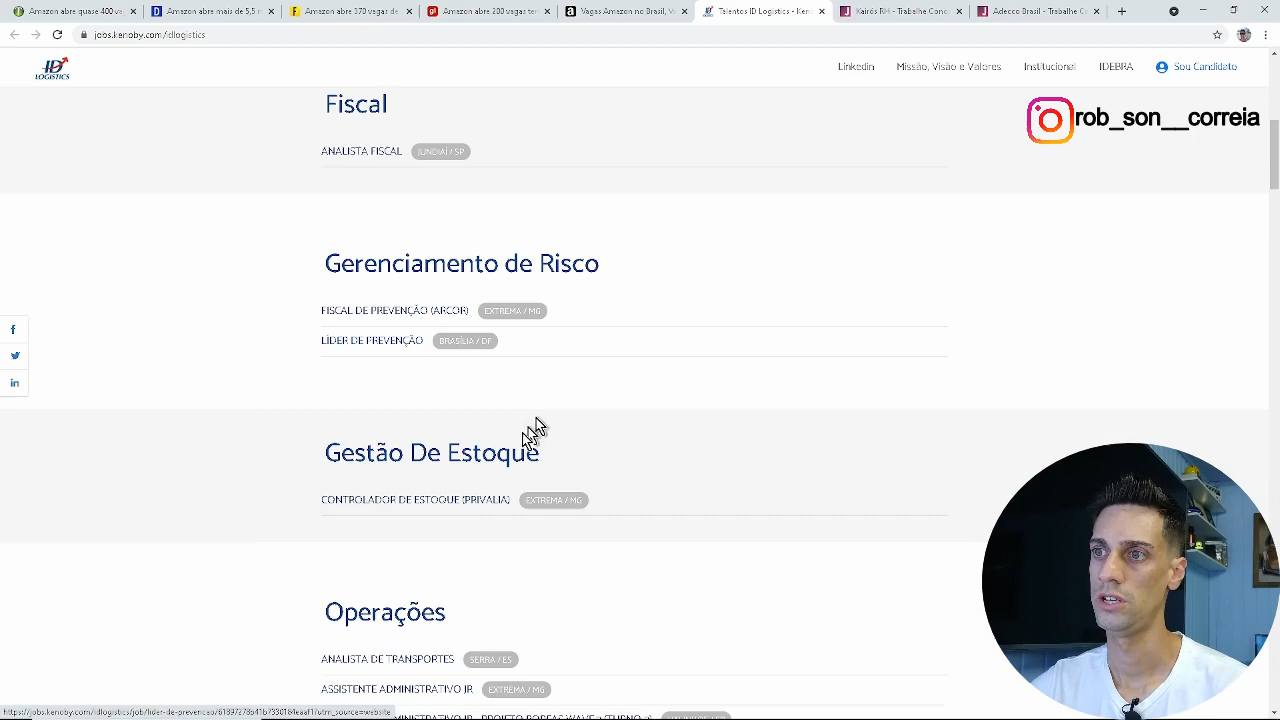 Amazon abre quase 400 va
Amazon abre mais de 5,5 m
Amazon abre 370 vagas de
Amazon abre 200 vagas ter
Vagas Amazon no Brasil, Va
Talentos ID Logistics - Keno
Kairós RH - Trabalhe Cono
Adecco Brasil - Trabalhe C
jobs.kenoby.com/idlogistics
ID LOGISTICS
Linkedin
Missão, Visão e Valores
Institucional
IDEBRA
Sou Candidato
rob_son__correia
Fiscal
ANALISTA FISCAL JUNDIAÍ / SP
Gerenciamento de Risco
FISCAL DE PREVENÇÃO (ARCOR) EXTREMA / MG
LÍDER DE PREVENÇÃO BRASÍLIA / DF
Gestão De Estoque
CONTROLADOR DE ESTOQUE (PRIVALIA) EXTREMA / MG
Operações
ANALISTA DE TRANSPORTES SERRA / ES
ASSISTENTE ADMINISTRATIVO JR EXTREMA / MG